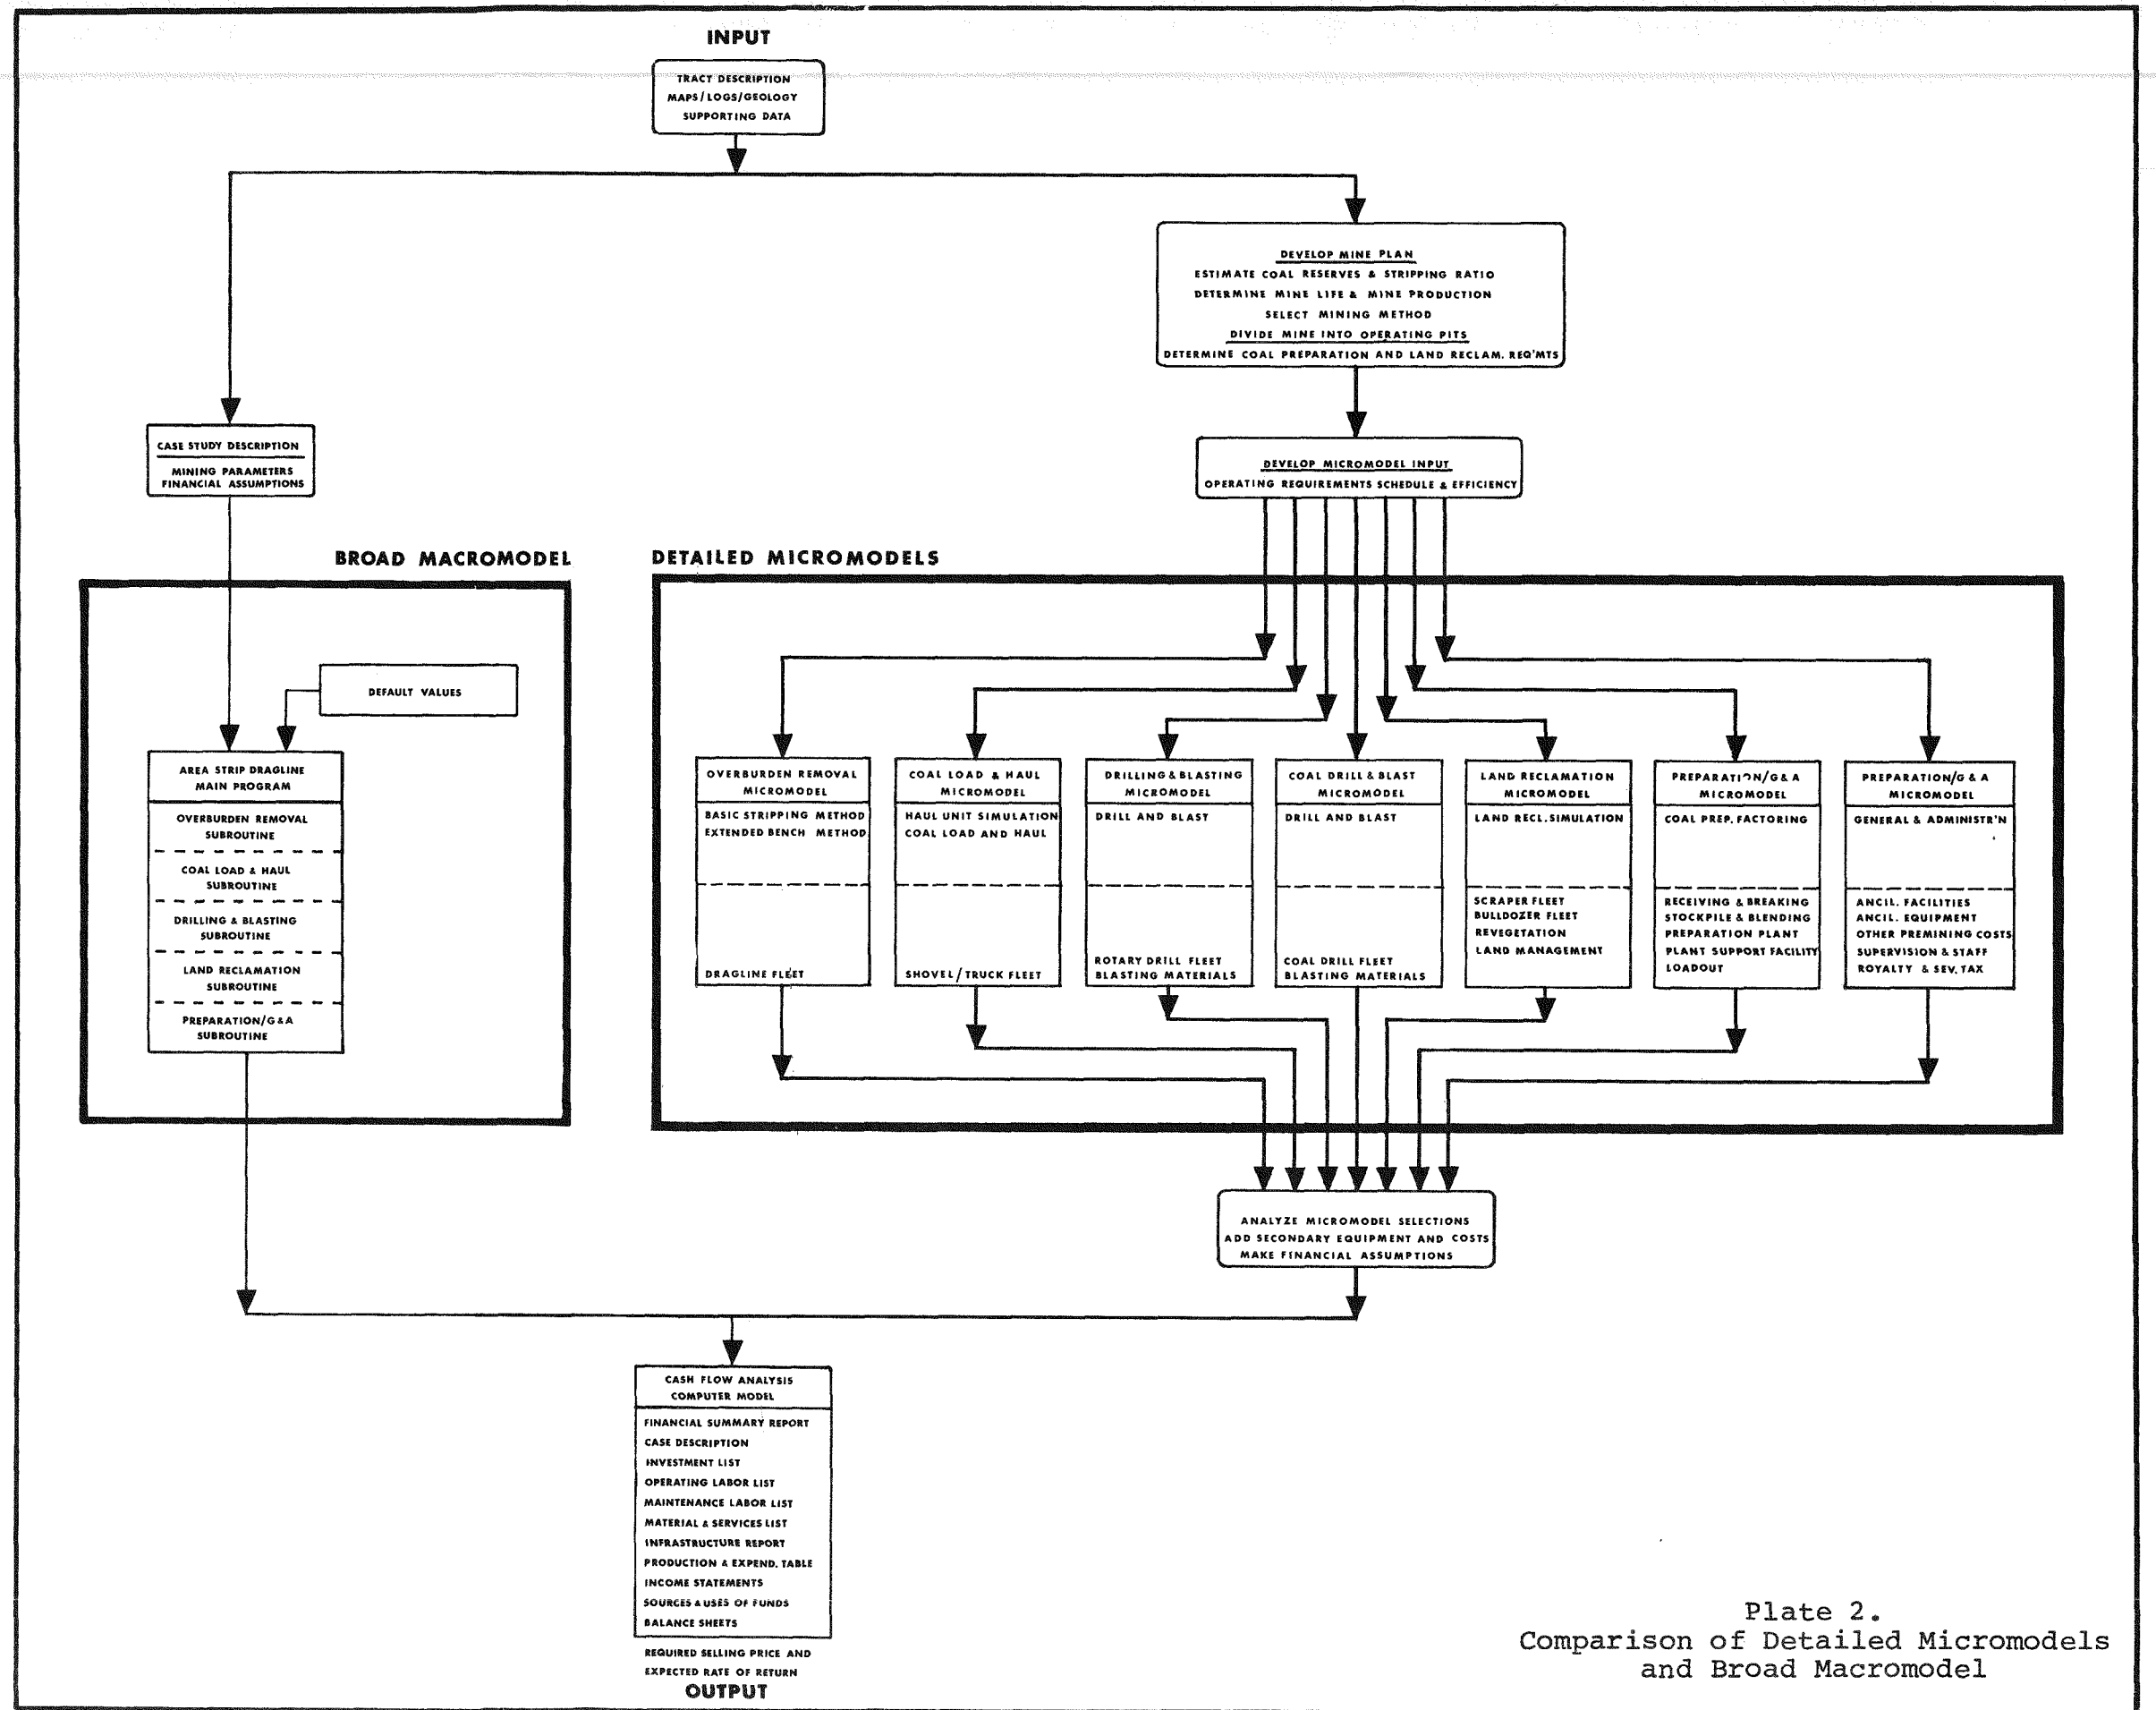 INPUT
TRACT DESCRIPTION
MAPS/LOGS/GEOLOGY
SUPPORTING DATA
DEVELOP MINE PLAN
ESTIMATE COAL RESERVES & STRIPPING RATIO
DETERMINE MINE LIFE & MINE PRODUCTION
SELECT MINING METHOD
DIVIDE MINE INTO OPERATING PITS
DETERMINE COAL PREPARATION AND LAND RECLAM. REQ'MTS
CASE STUDY DESCRIPTION
MINING PARAMETERS
FINANCIAL ASSUMPTIONS
DEVELOP MICROMODEL INPUT
OPERATING REQUIREMENTS SCHEDULE & EFFICIENCY
BROAD MACROMODEL
DEFAULT VALUES
AREA STRIP DRAGLINE
MAIN PROGRAM
OVERBURDEN REMOVAL
SUBROUTINE
COAL LOAD & HAUL
SUBROUTINE
DRILLING & BLASTING
SUBROUTINE
LAND RECLAMATION
SUBROUTINE
PREPARATION/G&A
SUBROUTINE
DETAILED MICROMODELS
OVERBURDEN REMOVAL
MICROMODEL
BASIC STRIPPING METHOD
EXTENDED BENCH METHOD
DRAGLINE FLEET
COAL LOAD & HAUL
MICROMODEL
HAUL UNIT SIMULATION
COAL LOAD AND HAUL
SHOVEL/TRUCK FLEET
DRILLING & BLASTING
MICROMODEL
DRILL AND BLAST
ROTARY DRILL FLEET
BLASTING MATERIALS
COAL DRILL & BLAST
MICROMODEL
DRILL AND BLAST
COAL DRILL FLEET
BLASTING MATERIALS
LAND RECLAMATION
MICROMODEL
LAND RECL. SIMULATION
SCRAPER FLEET
BULLDOZER FLEET
REVEGETATION
LAND MANAGEMENT
PREPARATION/G & A
MICROMODEL
COAL PREP. FACTORING
RECEIVING & BREAKING
STOCKPILE & BLENDING
PREPARATION PLANT
PLANT SUPPORT FACILITY
LOADOUT
PREPARATION/G & A
MICROMODEL
GENERAL & ADMINISTR'N
ANCIL. FACILITIES
ANCIL. EQUIPMENT
OTHER PREMINING COSTS
SUPERVISION & STAFF
ROYALTY & SEV. TAX
ANALYZE MICROMODEL SELECTIONS
ADD SECONDARY EQUIPMENT AND COSTS
MAKE FINANCIAL ASSUMPTIONS
CASH FLOW ANALYSIS
COMPUTER MODEL
FINANCIAL SUMMARY REPORT
CASE DESCRIPTION
INVESTMENT LIST
OPERATING LABOR LIST
MAINTENANCE LABOR LIST
MATERIAL & SERVICES LIST
INFRASTRUCTURE REPORT
PRODUCTION & EXPEND. TABLE
INCOME STATEMENTS
SOURCES & USES OF FUNDS
BALANCE SHEETS
REQUIRED SELLING PRICE AND
EXPECTED RATE OF RETURN
OUTPUT
Plate 2.
Comparison of Detailed Micromodels
and Broad Macromodel